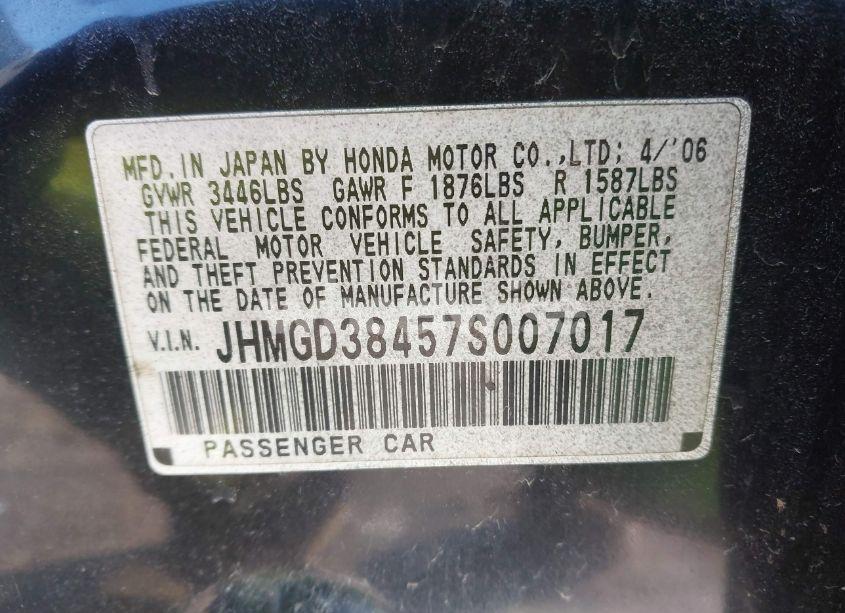 MFD. IN JAPAN BY HONDA MOTOR CO.,LTD; 4/'06
GVWR 3446LBS GAWR F 1876LBS R 1587LBS
THIS VEHICLE CONFORMS TO ALL APPLICABLE
FEDERAL MOTOR VEHICLE SAFETY, BUMPER,
AND THEFT PREVENTION STANDARDS IN EFFECT
ON THE DATE OF MANUFACTURE SHOWN ABOVE.
V.I.N. JHMGD38457S007017
PASSENGER CAR